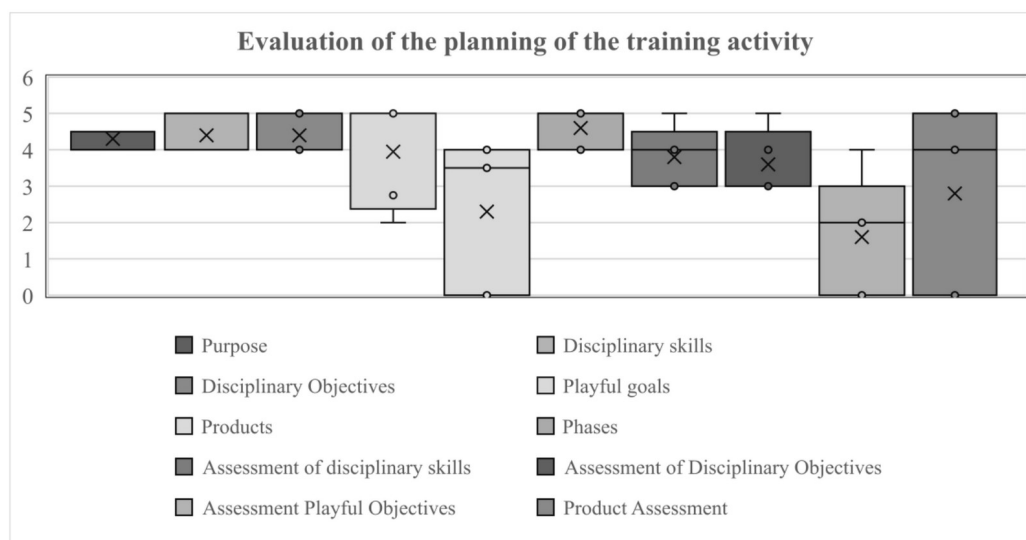 Evaluation of the planning of the training activity
6
5
4
3
2
1
0
Purpose
Disciplinary skills
Disciplinary Objectives
Playful goals
Products
Phases
Assessment of disciplinary skills
Assessment of Disciplinary Objectives
Assessment Playful Objectives
Product Assessment